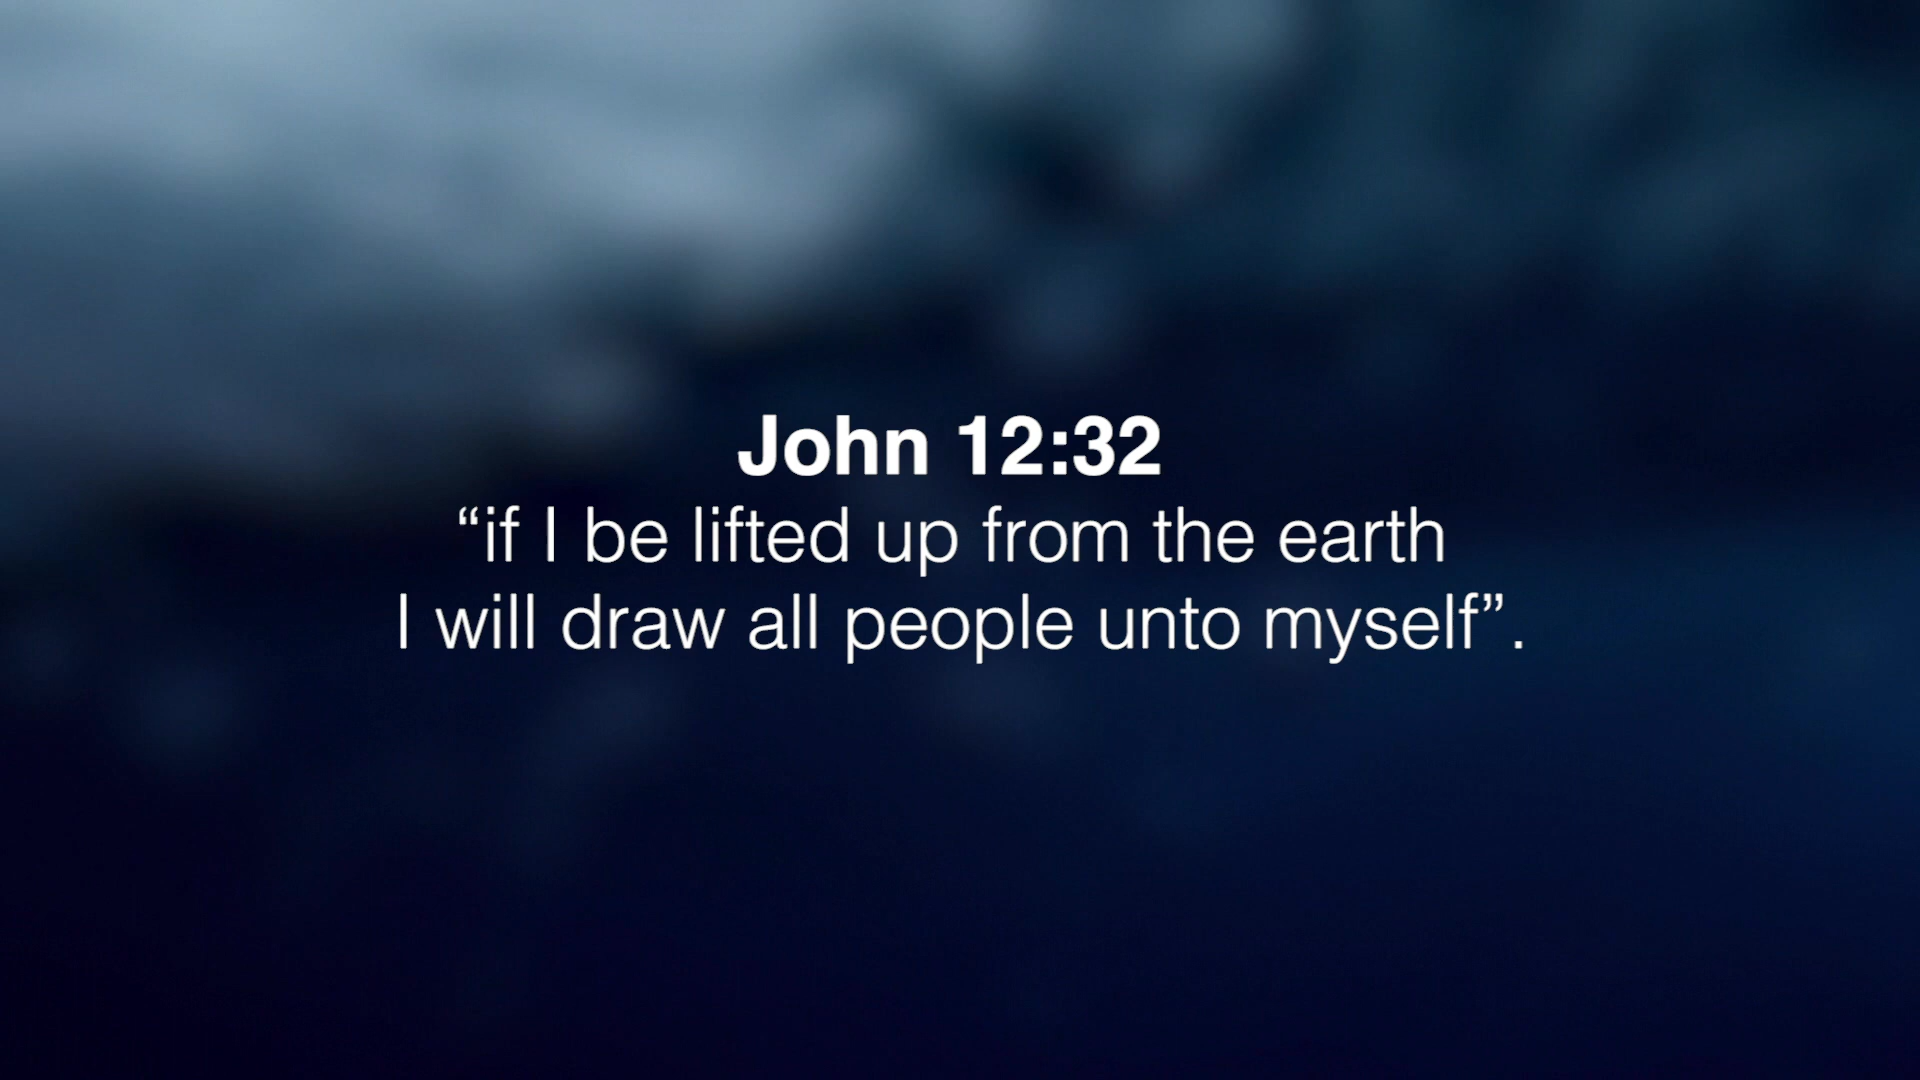 John 12:32
“if I be lifted up from the earth
I will draw all people unto myself”.